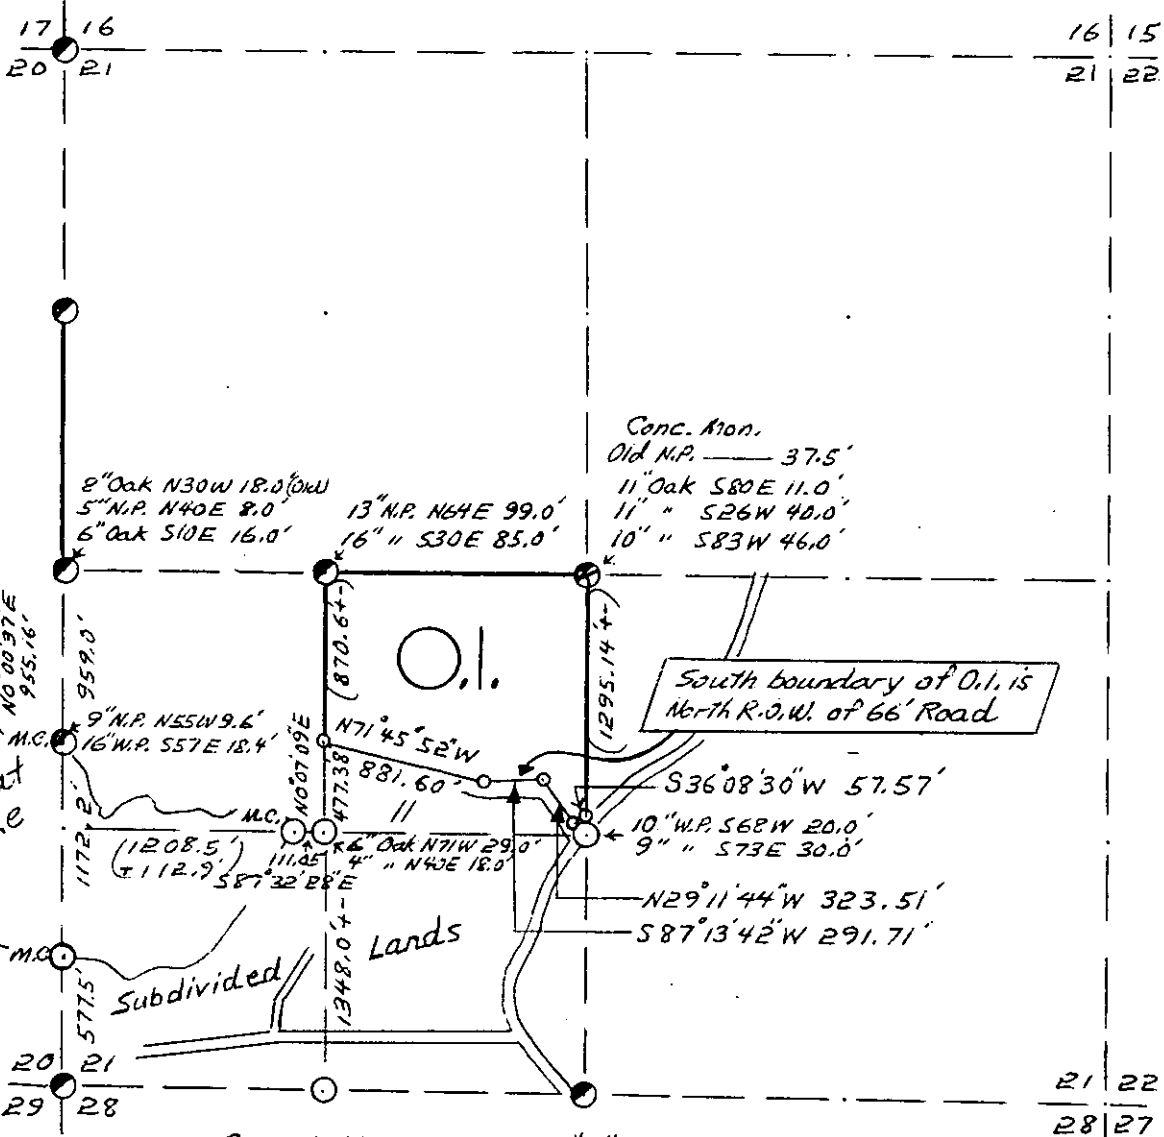 17 16
20 21
16 15
21 22
Conc. Mon.
Old N.P. —— 37.5'
11" Oak S80E 11.0'
11" " S26W 40.0'
10" " S83W 46.0'
8" Oak N30W 18.0'
5" N.P. N40E 8.0'
6" Oak S10E 16.0'
13" N.P. N64E 99.0'
16" " S30E 85.0'
N0°00'37"E
955.16'
959.0'
(870.6+-)
O.I.
(1295.14'+-)
South boundary of O.I. is
North R.O.W. of 66' Road
M.C.
9" N.P. N55W 9.6'
16" W.P. S57E 18.4'
N71°45'52"W
881.60'
N0°07'09"E
477.38'
S36°08'30"W 57.57'
10" W.P. S68W 20.0'
9" " S73E 30.0'
M.C.
(1208.5')
(+112.9')
111.05'
S87°32'28"E
6" Oak N71W 29.0'
4" " N40E 18.0'
"
N29°11'44"W 323.51'
S87°13'42"W 291.71'
1172.2'
M.C.
577.5'
Subdivided Lands
1348.0'+-
20 21
29 28
21 22
28 27